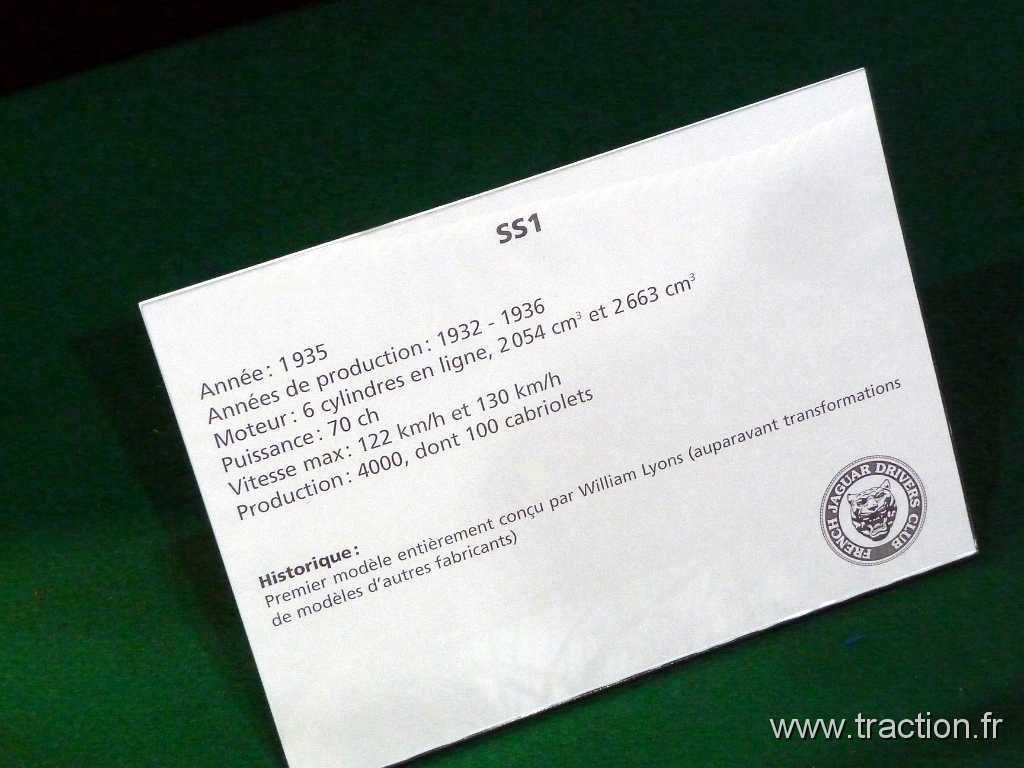 SS1
Année : 1935
Années de production : 1932 - 1936
Moteur : 6 cylindres en ligne, 2 054 cm³ et 2 663 cm³
Puissance : 70 ch
Vitesse max : 122 km/h et 130 km/h
Production : 4000, dont 100 cabriolets
Historique :
Premier modèle entièrement conçu par William Lyons (auparavant transformations
de modèles d'autres fabricants)
FRENCH JAGUAR DRIVERS CLUB
www.traction.fr